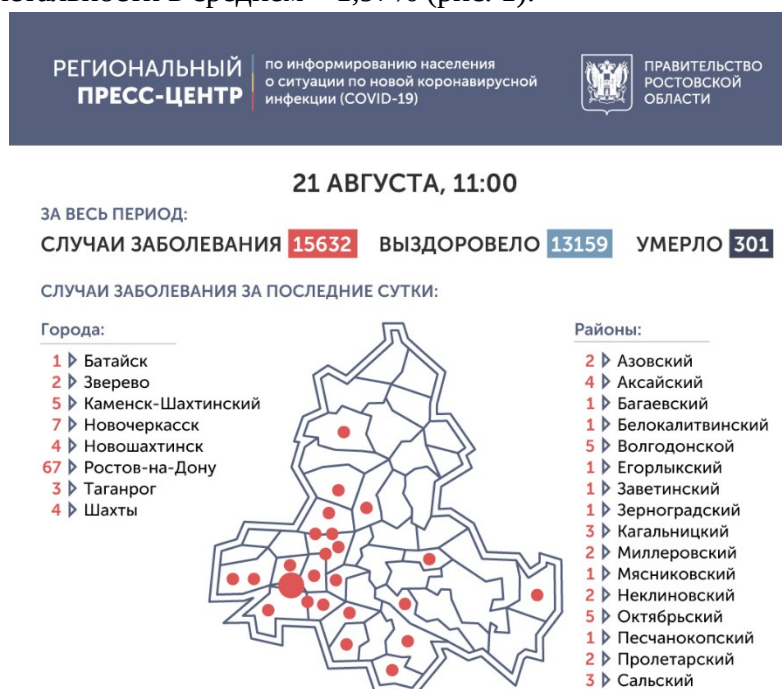 в среднем
(рис. 1).
РЕГИОНАЛЬНЫЙ
ПРЕСС-ЦЕНТР
по информированию населения
о ситуации по новой коронавирусной
инфекции (COVID-19)
ПРАВИТЕЛЬСТВО
РОСТОВСКОЙ
ОБЛАСТИ
21 АВГУСТА, 11:00
ЗА ВЕСЬ ПЕРИОД:
СЛУЧАИ ЗАБОЛЕВАНИЯ 15632 ВЫЗДОРОВЕЛО 13159 УМЕРЛО 301
СЛУЧАИ ЗАБОЛЕВАНИЯ ЗА ПОСЛЕДНИЕ СУТКИ:
Города:
1 Батайск
2 Зверево
5 Каменск-Шахтинский
7 Новочеркасск
4 Новошахтинск
67 Ростов-на-Дону
3 Таганрог
4 Шахты
Районы:
2 Азовский
4 Аксайский
1 Багаевский
1 Белокалитвинский
5 Волгодонской
1 Егорлыкский
1 Заветинский
1 Зерноградский
3 Кагальницкий
2 Миллеровский
1 Мясниковский
2 Неклиновский
5 Октябрьский
1 Песчанокопский
2 Пролетарский
3 Сальский